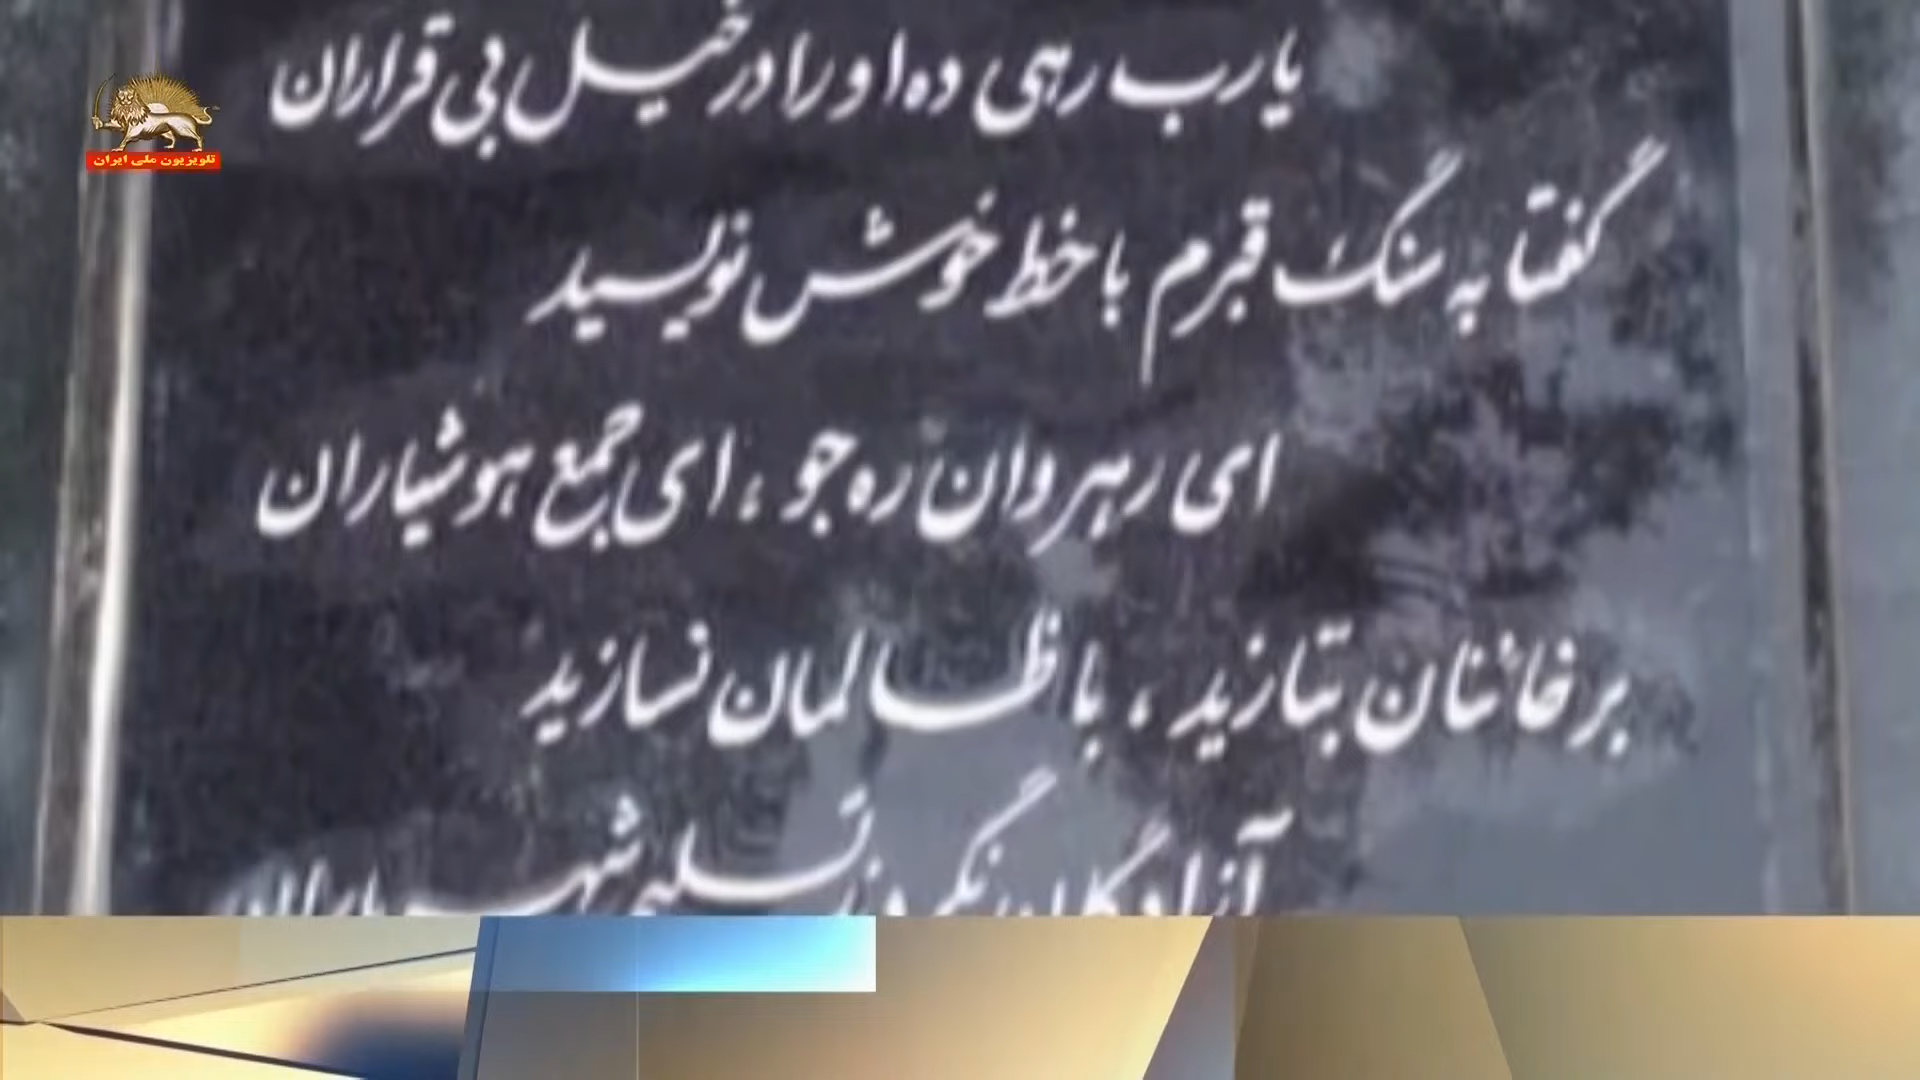 یارب رهی ده او را در خیل بی قراران
تلویزیون ملی ایران
گفتا به سنگ قبرم با خط خوش نویسید
ای رهروان ره جو ، ای جمع هوشیاران
بر خائنان بتازید ، با ظالمان نسازید